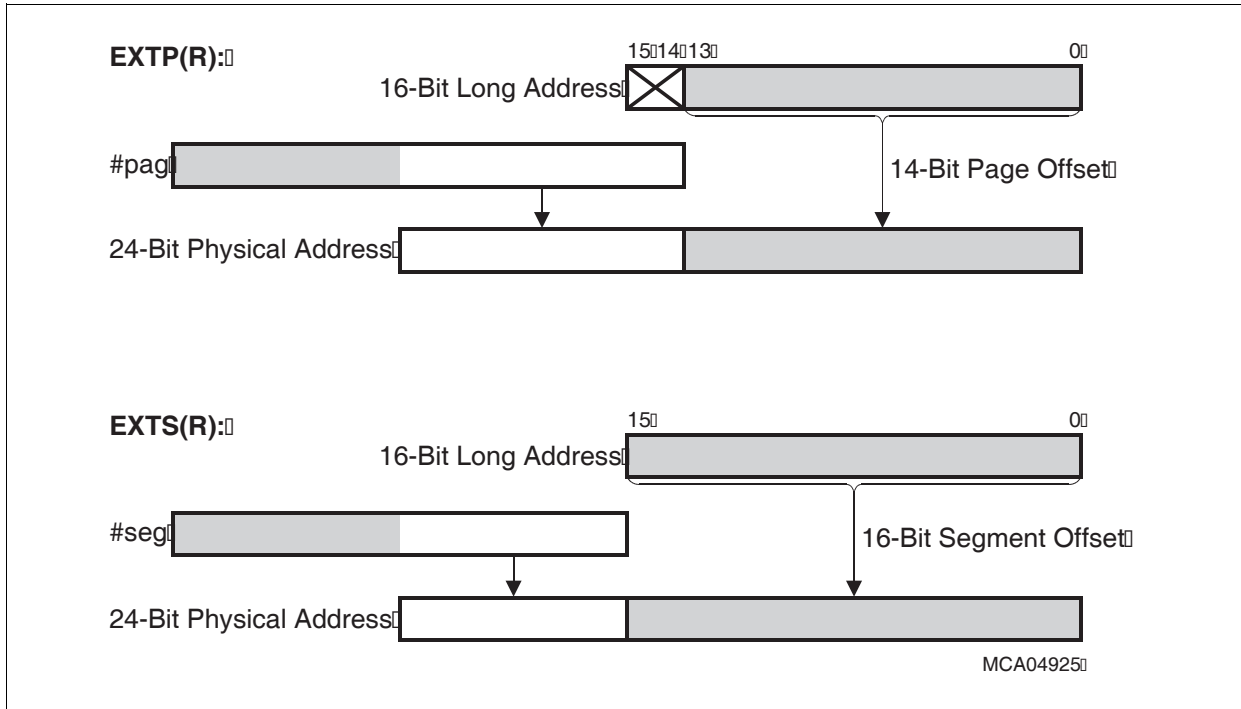 EXTP(R):
15 14 13 0
16-Bit Long Address
#pag
14-Bit Page Offset
24-Bit Physical Address
EXTS(R):
15 0
16-Bit Long Address
#seg
16-Bit Segment Offset
24-Bit Physical Address
MCA04925